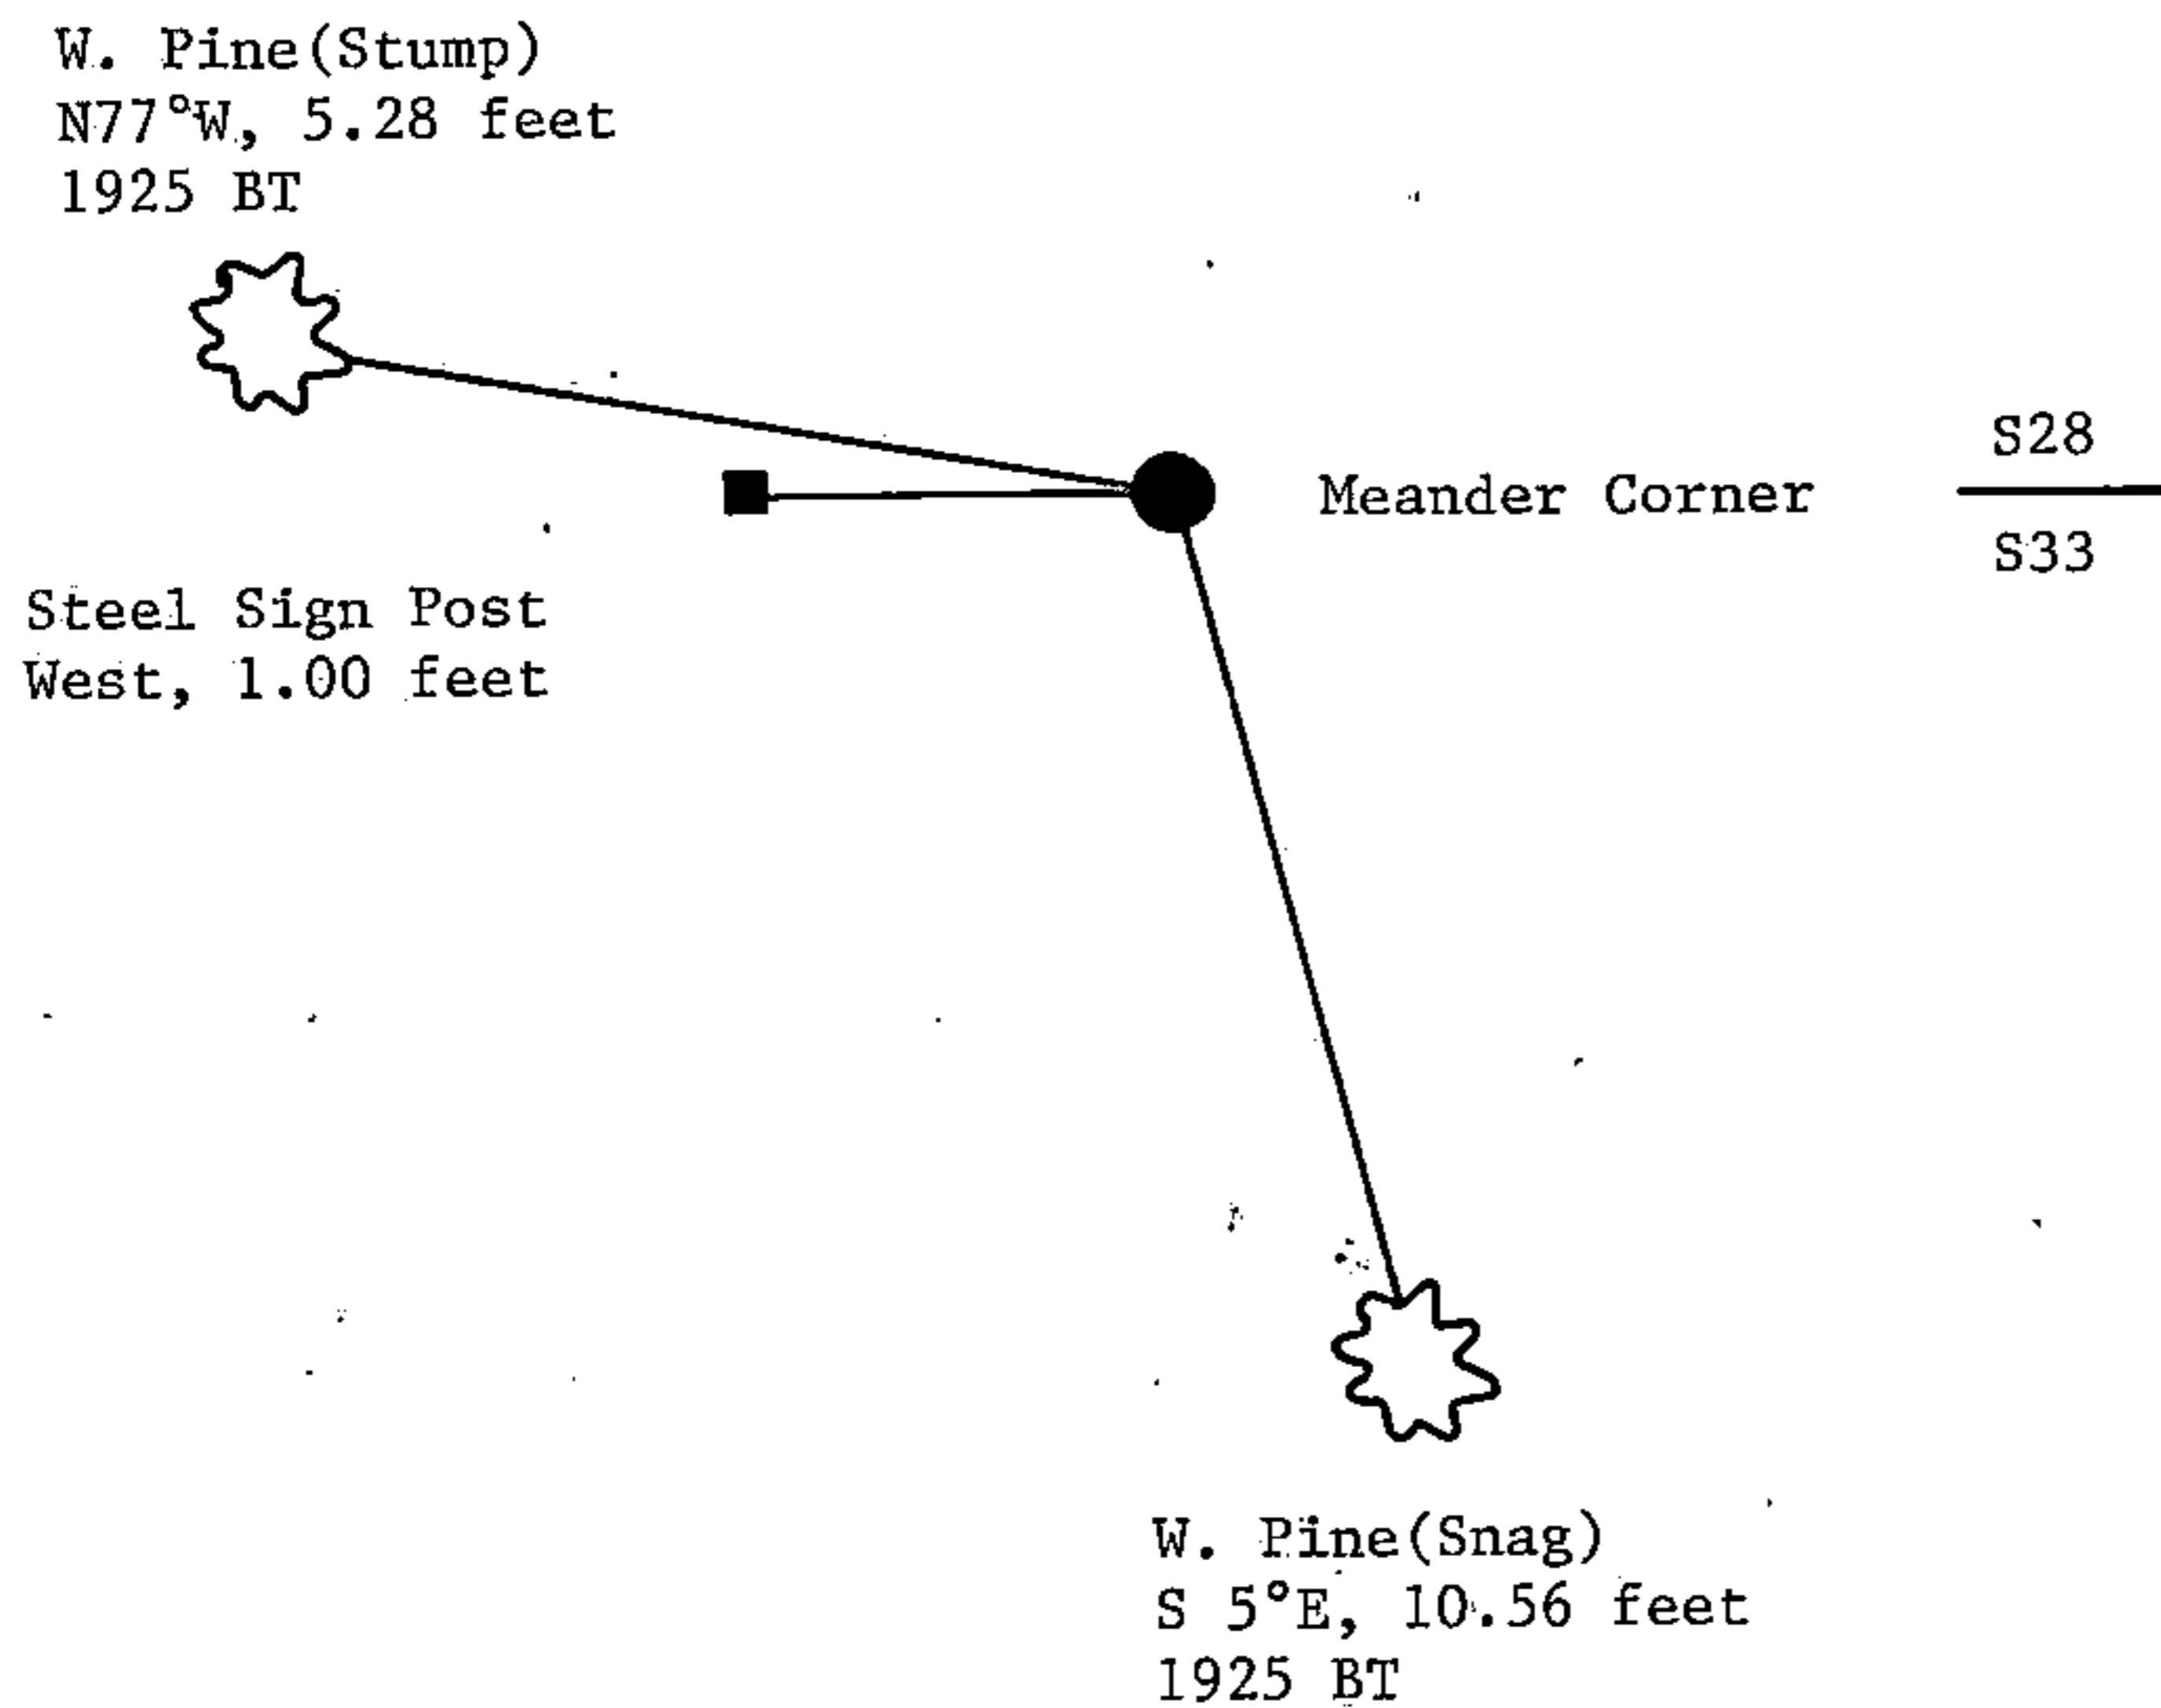 W. Pine(Stump)
N77°W, 5.28 feet
1925 BT
S28
Meander Corner
S33
Steel Sign Post
West, 1.00 feet
W. Pine(Snag)
S 5°E, 10.56 feet
1925 BT